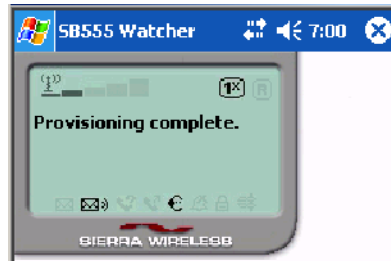 SB555 Watcher 7:00
1X R
Provisioning complete.
€
SIERRA WIRELESS